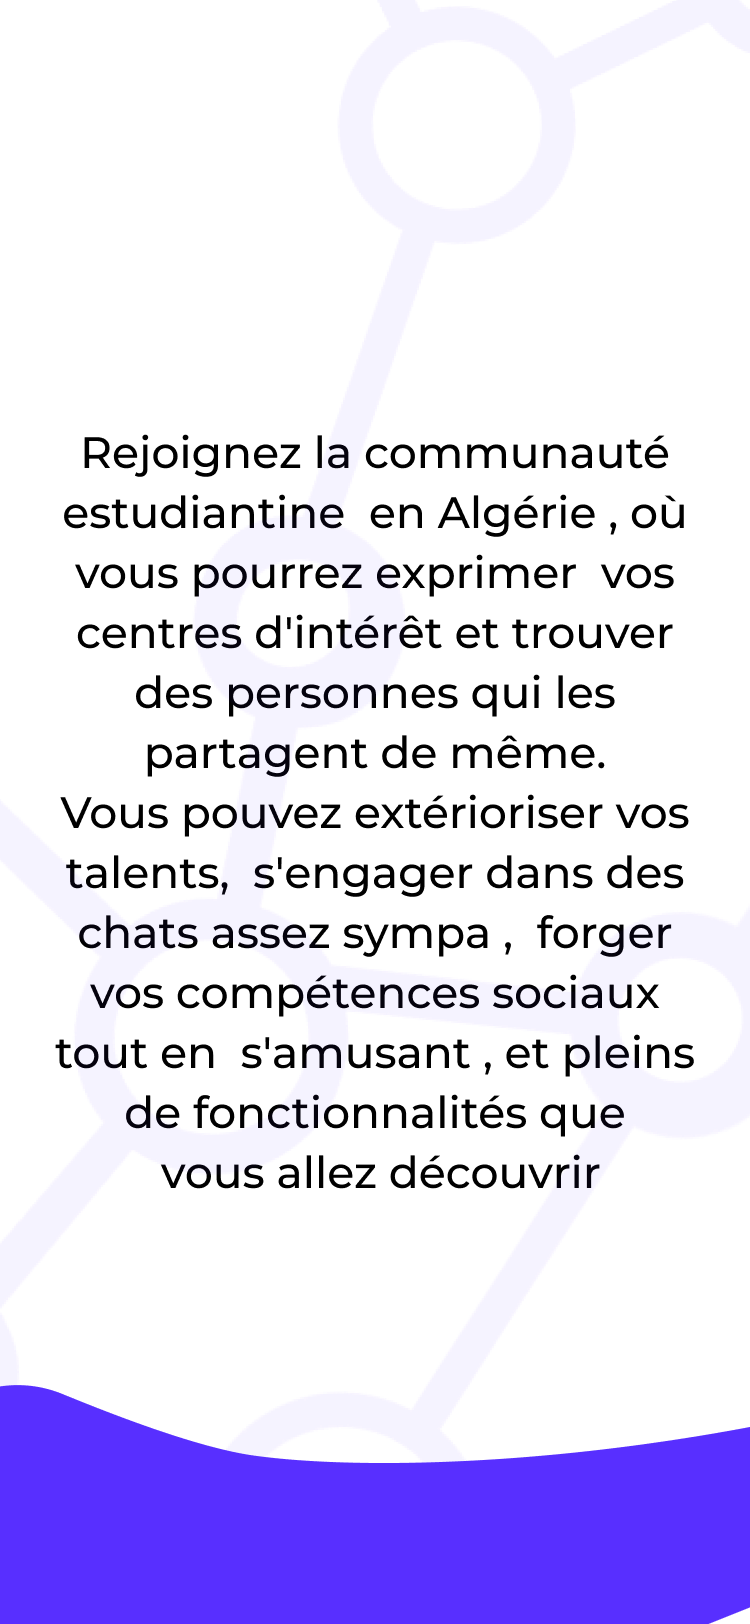 Rejoignez la communauté
estudiantine  en Algérie , où
vous pourrez exprimer  vos
centres d'intérêt et trouver
des personnes qui les
partagent de même.
Vous pouvez extérioriser vos
talents,  s'engager dans des
chats assez sympa ,  forger
vos compétences sociaux
tout en  s'amusant , et pleins
de fonctionnalités que
vous allez découvrir